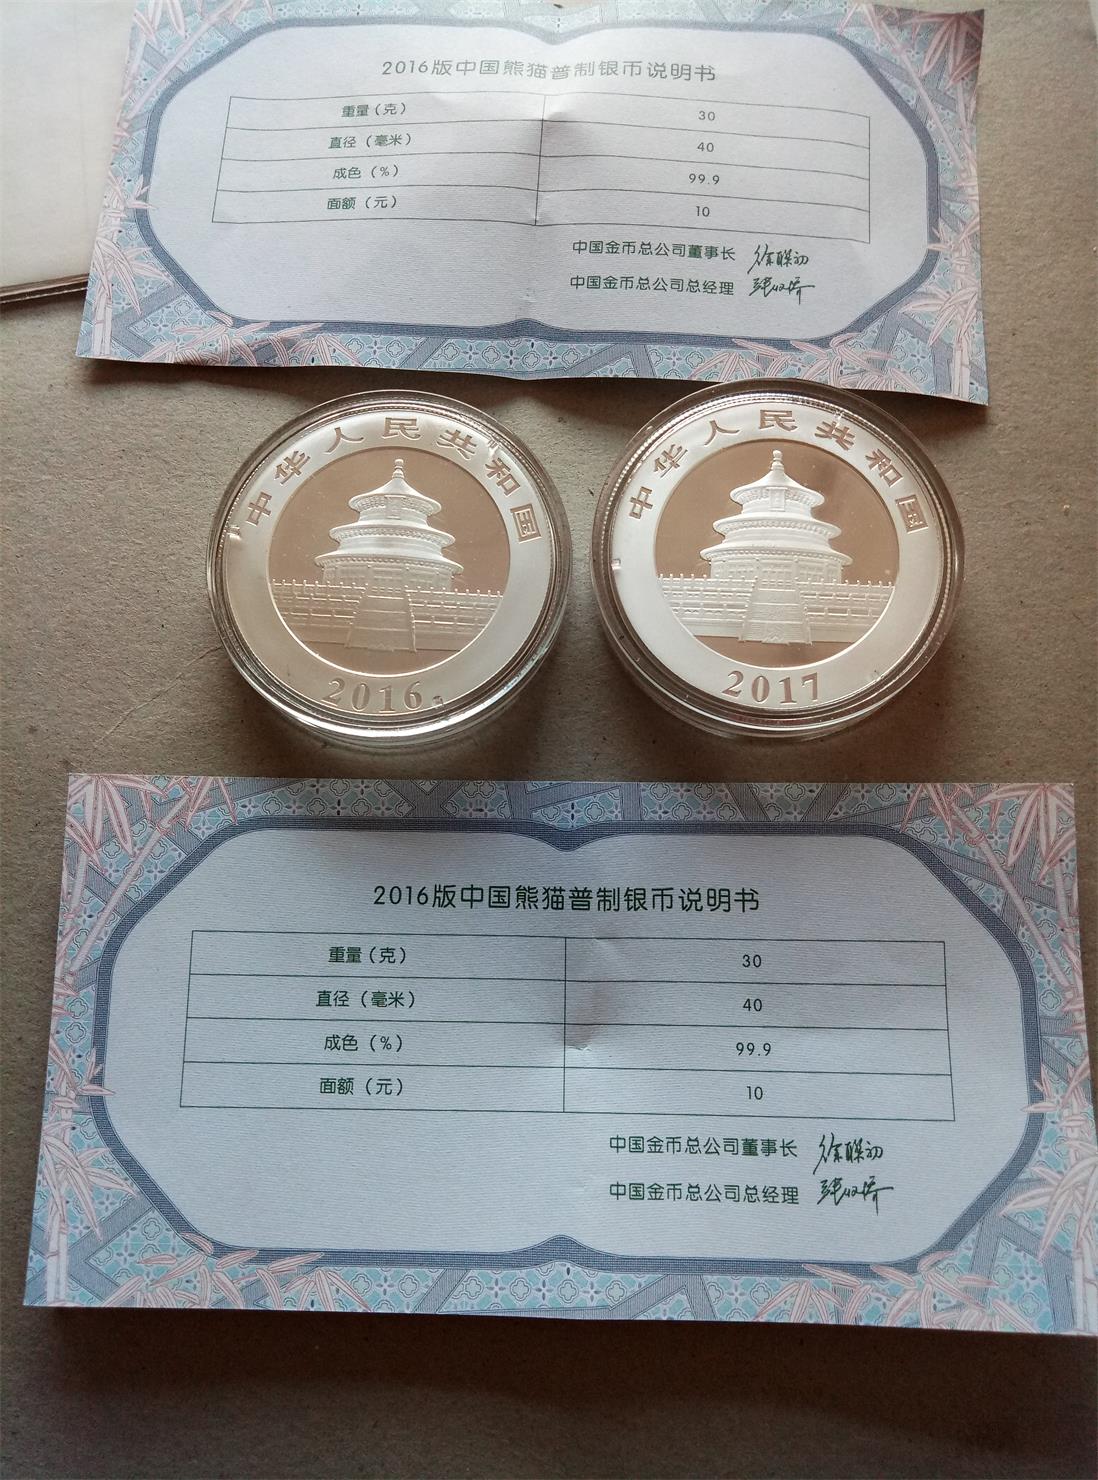 2016版中国熊猫普制银币说明书
重量（克） 30
直径（毫米） 40
成色（%） 99.9
面额（元） 10
中国金币总公司董事长
中国金币总公司总经理
中华人民共和国
2016
中华人民共和国
2017
2016版中国熊猫普制银币说明书
重量（克） 30
直径（毫米） 40
成色（%） 99.9
面额（元） 10
中国金币总公司董事长
中国金币总公司总经理